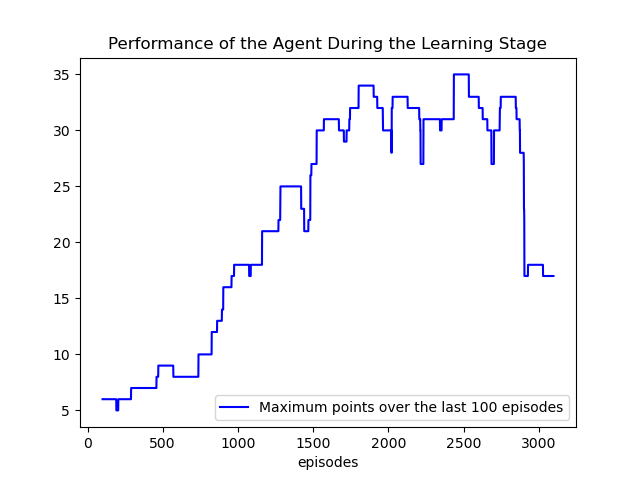 Performance of the Agent During the Learning Stage
35
30
25
20
15
10
5
Maximum points over the last 100 episodes
0 500 1000 1500 2000 2500 3000
episodes